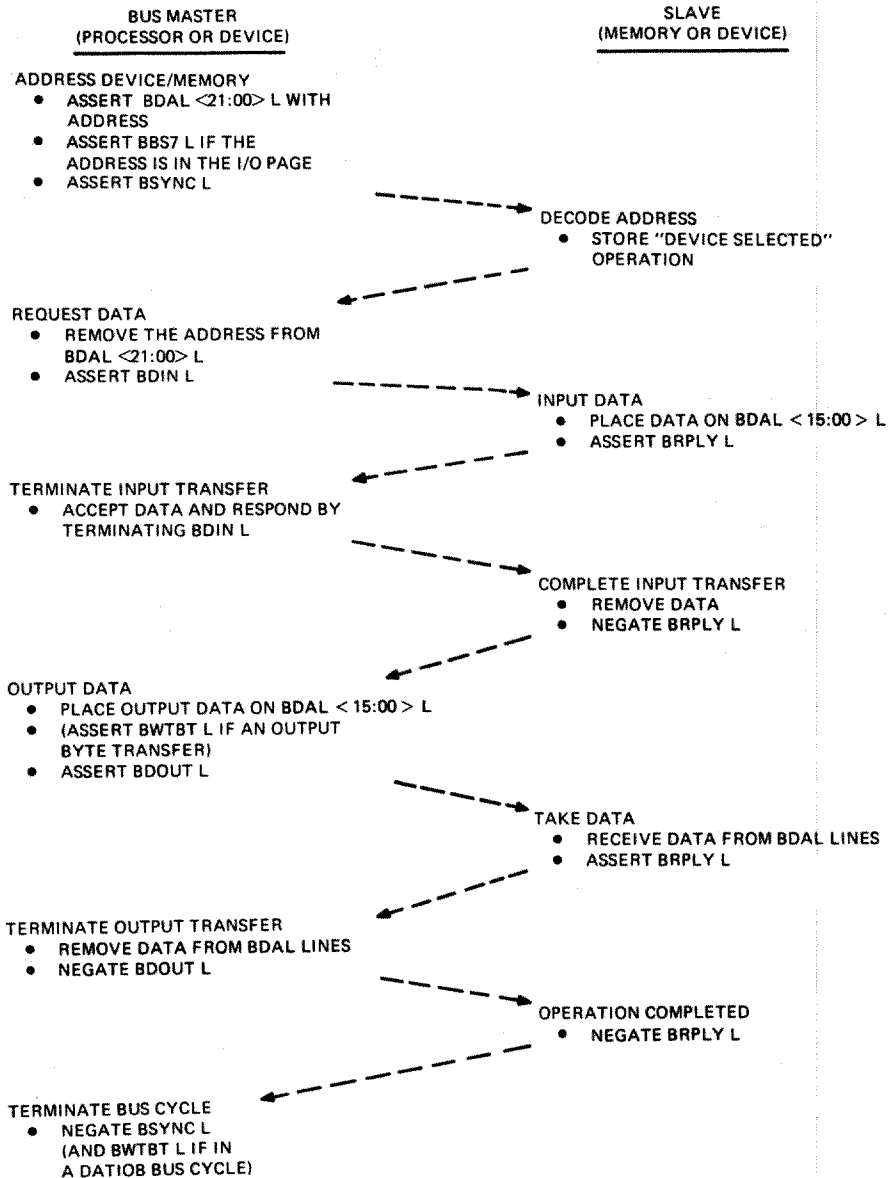 BUS MASTER
(PROCESSOR OR DEVICE)
SLAVE
(MEMORY OR DEVICE)
ADDRESS DEVICE/MEMORY
• ASSERT BDAL <21:00> L WITH
ADDRESS
• ASSERT BBS7 L IF THE
ADDRESS IS IN THE I/O PAGE
• ASSERT BSYNC L
DECODE ADDRESS
• STORE "DEVICE SELECTED"
OPERATION
REQUEST DATA
• REMOVE THE ADDRESS FROM
BDAL <21:00> L
• ASSERT BDIN L
INPUT DATA
• PLACE DATA ON BDAL < 15:00 > L
• ASSERT BRPLY L
TERMINATE INPUT TRANSFER
• ACCEPT DATA AND RESPOND BY
TERMINATING BDIN L
COMPLETE INPUT TRANSFER
• REMOVE DATA
• NEGATE BRPLY L
OUTPUT DATA
• PLACE OUTPUT DATA ON BDAL < 15:00 > L
• (ASSERT BWTBT L IF AN OUTPUT
BYTE TRANSFER)
• ASSERT BDOUT L
TAKE DATA
• RECEIVE DATA FROM BDAL LINES
• ASSERT BRPLY L
TERMINATE OUTPUT TRANSFER
• REMOVE DATA FROM BDAL LINES
• NEGATE BDOUT L
OPERATION COMPLETED
• NEGATE BRPLY L
TERMINATE BUS CYCLE
• NEGATE BSYNC L
(AND BWTBT L IF IN
A DATIOB BUS CYCLE)